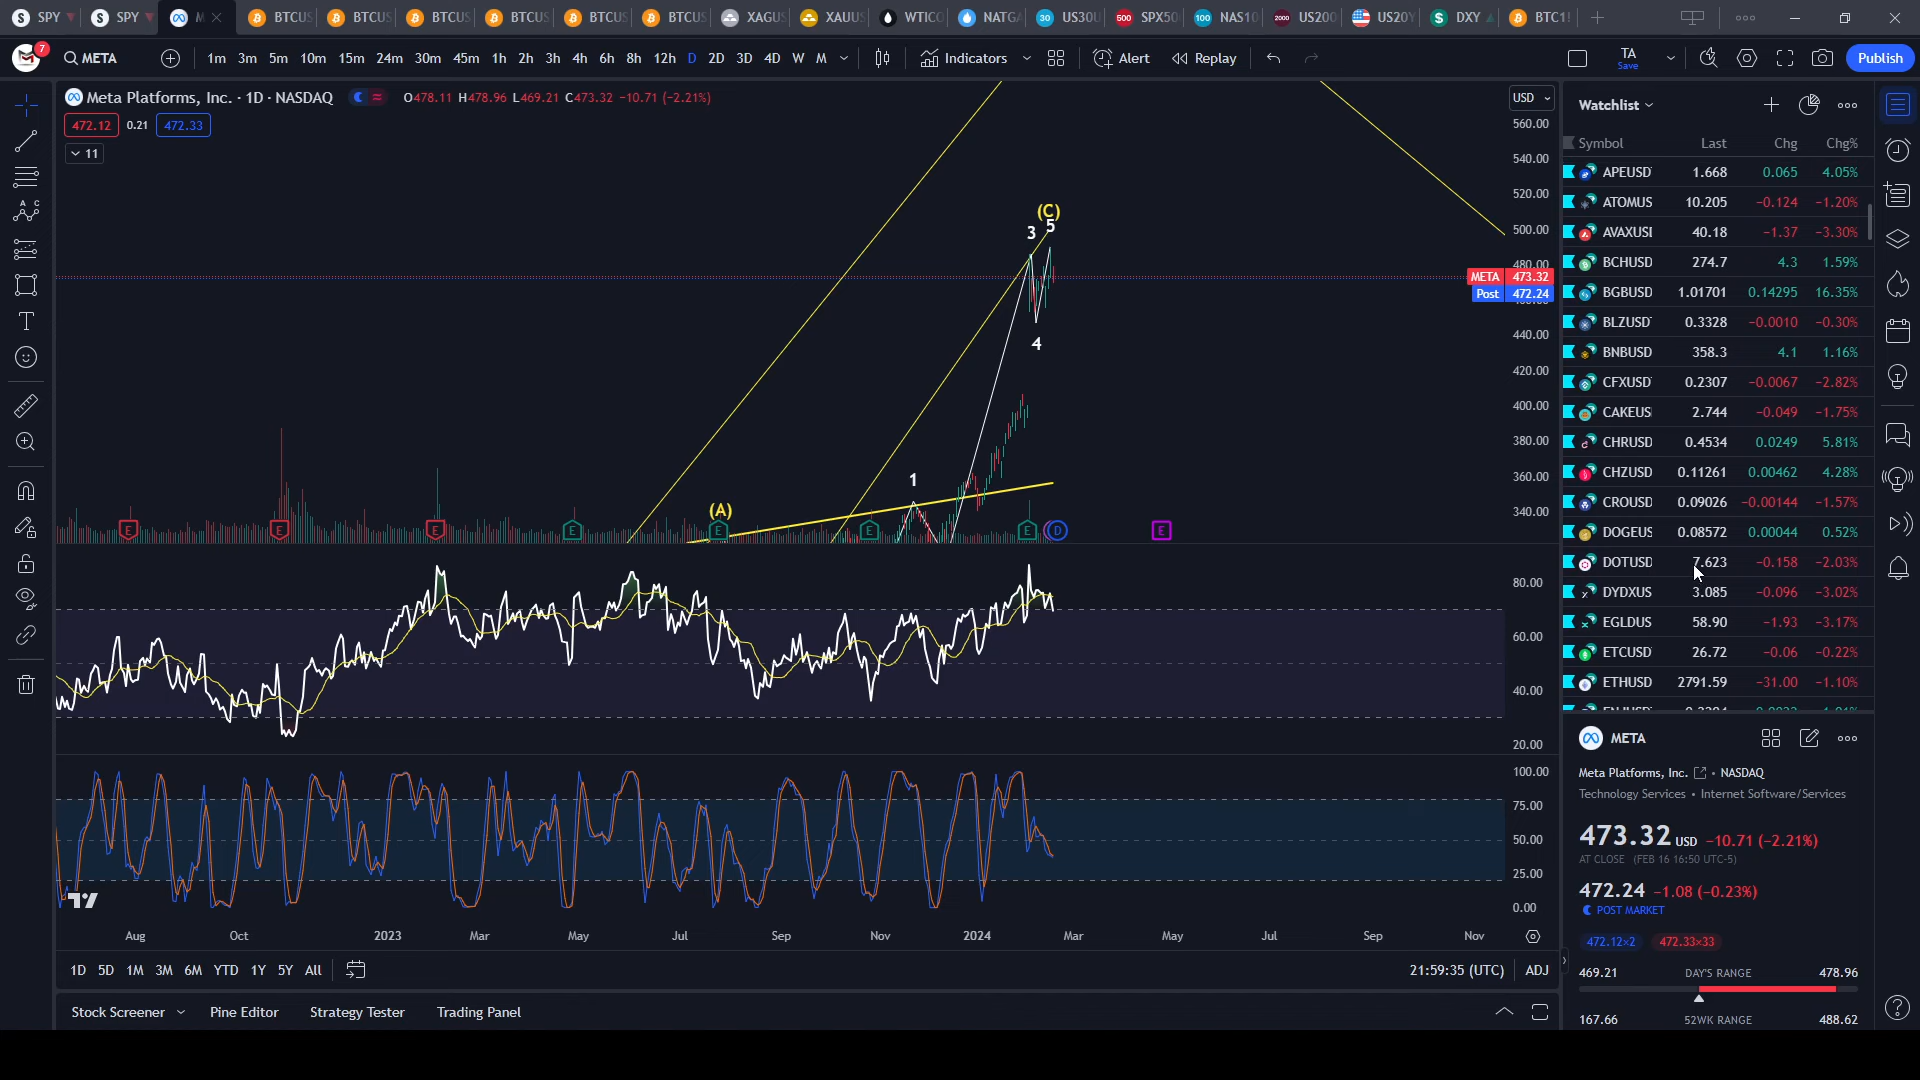 SPY SPY M BTCUS BTCUS BTCUS BTCUS BTCUS BTCUS XAGUS XAUUS WTICO NATGA US30U SPX50 NAS10 US200 US20Y DXY BTC1!
7 META 1m 3m 5m 10m 15m 24m 30m 45m 1h 2h 3h 4h 6h 8h 12h D 2D 3D 4D W M Indicators Alert Replay TA Save Publish
Meta Platforms, Inc. · 1D · NASDAQ O478.11 H478.96 L469.21 C473.32 −10.71 (−2.21%)
472.12 0.21 472.33
11
USD
560.00
540.00
520.00
500.00
480.00
META 473.32
Post 472.24
440.00
420.00
400.00
380.00
360.00
340.00
(C)
3 5
4
1
(A)
E E E E E E E D E
80.00
60.00
40.00
20.00
100.00
75.00
50.00
25.00
0.00
Aug Oct 2023 Mar May Jul Sep Nov 2024 Mar May Jul Sep Nov
1D 5D 1M 3M 6M YTD 1Y 5Y All 21:59:35 (UTC) ADJ
Stock Screener Pine Editor Strategy Tester Trading Panel
Watchlist
Symbol Last Chg Chg%
APEUSD 1.668 0.065 4.05%
ATOMUS 10.205 −0.124 −1.20%
AVAXUS 40.18 −1.37 −3.30%
BCHUSD 274.7 4.3 1.59%
BGBUSD 1.01701 0.14295 16.35%
BLZUSD 0.3328 −0.0010 −0.30%
BNBUSD 358.3 4.1 1.16%
CFXUSD 0.2307 −0.0067 −2.82%
CAKEUS 2.744 −0.049 −1.75%
CHRUSD 0.4534 0.0249 5.81%
CHZUSD 0.11261 0.00462 4.28%
CROUSD 0.09026 −0.00144 −1.57%
DOGEUS 0.08572 0.00044 0.52%
DOTUSD 7.623 −0.158 −2.03%
DYDXUS 3.085 −0.096 −3.02%
EGLDUS 58.90 −1.93 −3.17%
ETCUSD 26.72 −0.06 −0.22%
ETHUSD 2791.59 −31.00 −1.10%
META
Meta Platforms, Inc. • NASDAQ
Technology Services • Internet Software/Services
473.32 USD −10.71 (−2.21%)
AT CLOSE (FEB 16 16:50 UTC-5)
472.24 −1.08 (−0.23%)
POST MARKET
472.12×2 472.33×33
469.21 DAY'S RANGE 478.96
167.66 52WK RANGE 488.62